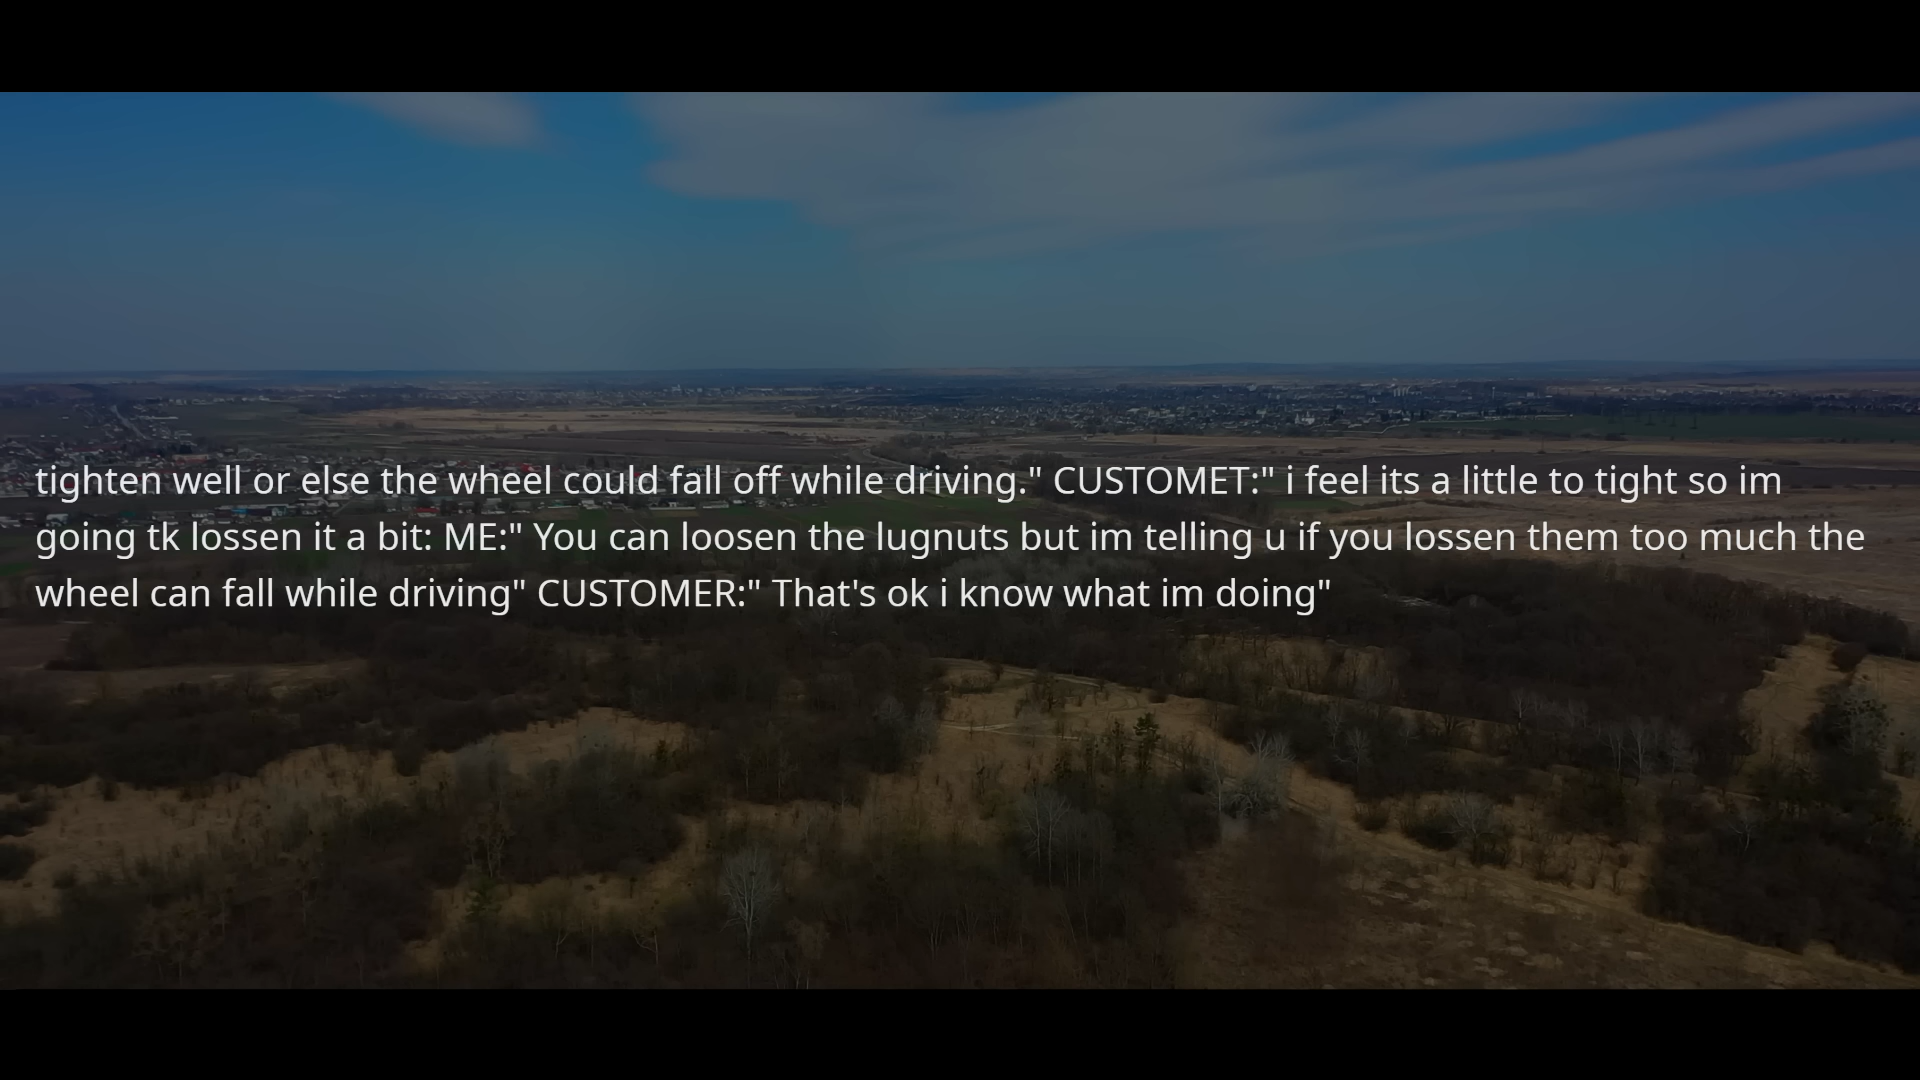 tighten well or else the wheel could fall off while driving." CUSTOMET:" i feel its a little to tight so im
going tk lossen it a bit: ME:" You can loosen the lugnuts but im telling u if you lossen them too much the
wheel can fall while driving" CUSTOMER:" That's ok i know what im doing"